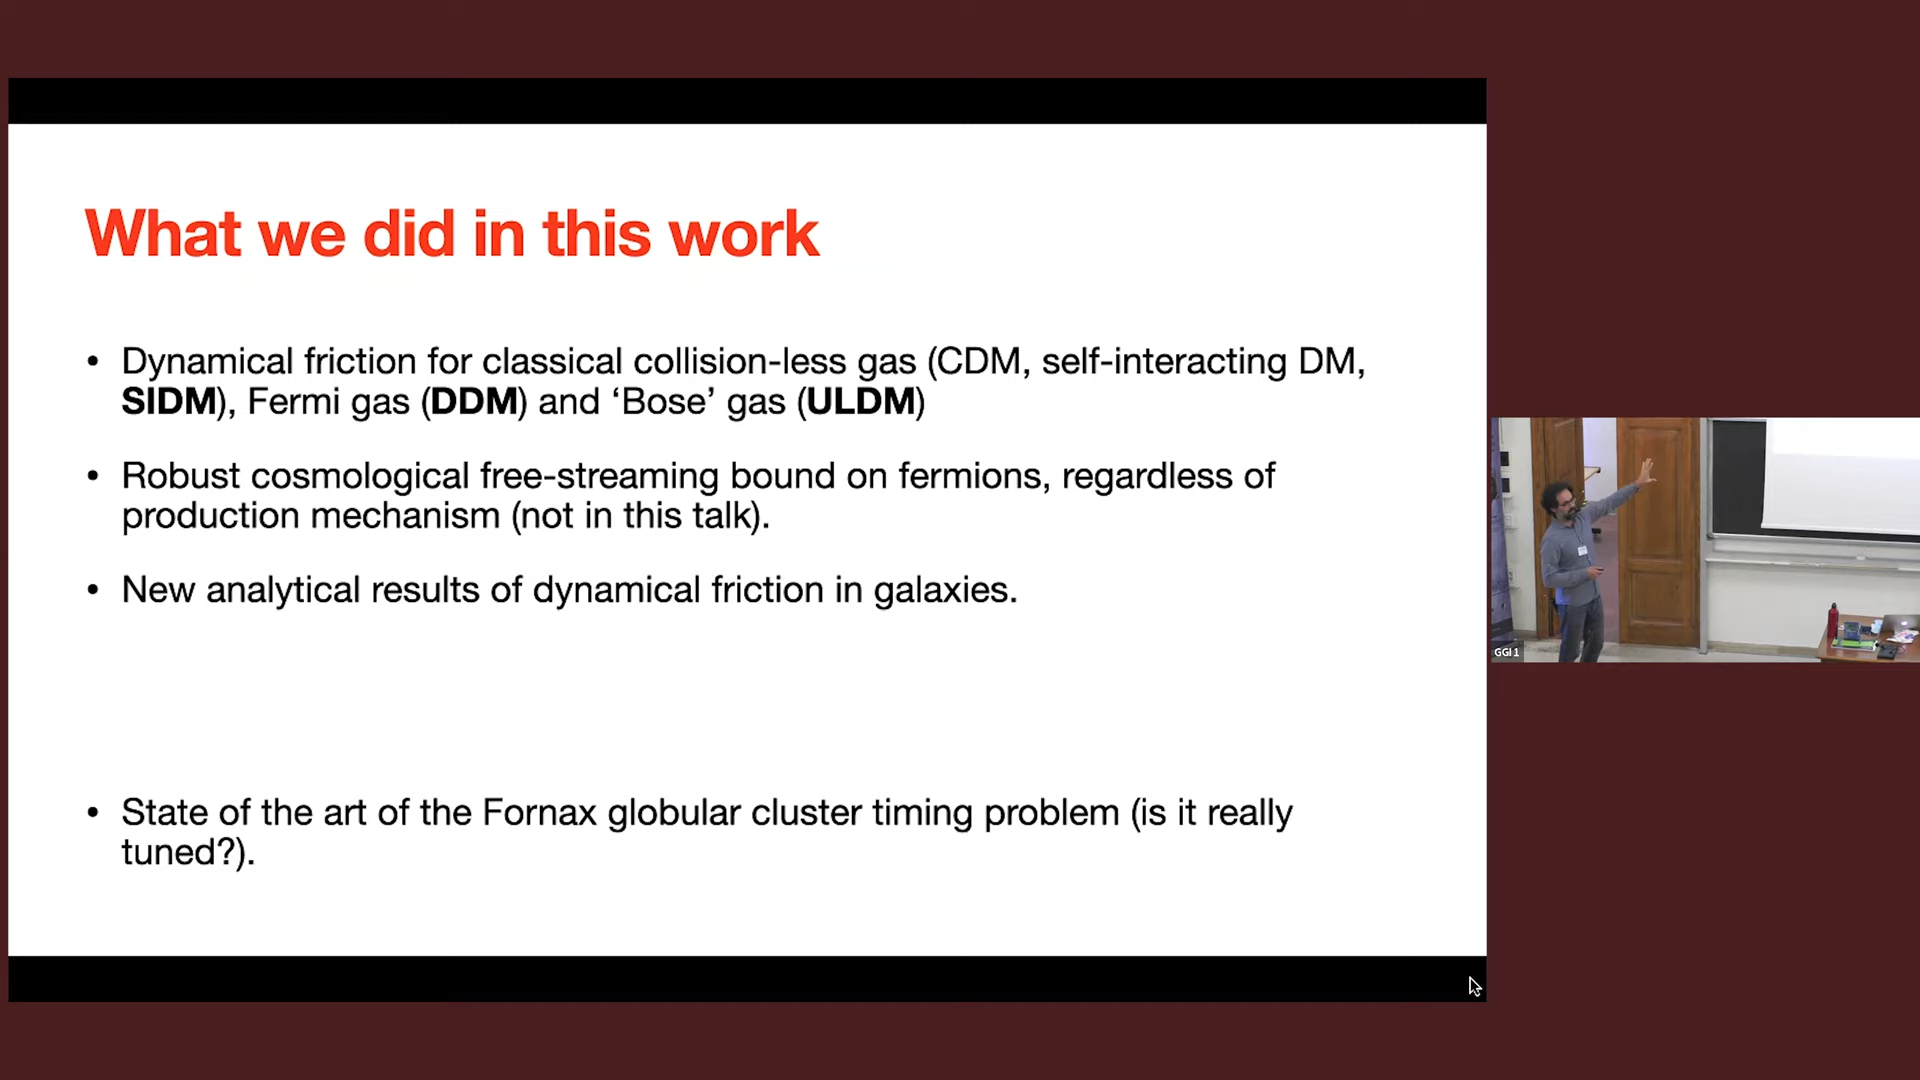 What we did in this work
• Dynamical friction for classical collision-less gas (CDM, self-interacting DM,
SIDM), Fermi gas (DDM) and ‘Bose’ gas (ULDM)
• Robust cosmological free-streaming bound on fermions, regardless of
production mechanism (not in this talk).
• New analytical results of dynamical friction in galaxies.
• State of the art of the Fornax globular cluster timing problem (is it really
tuned?).
GGI 1